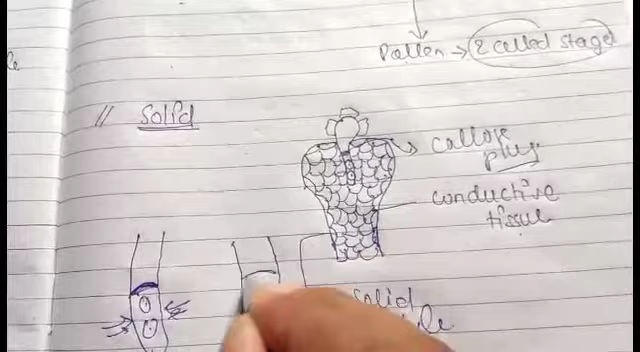 Pollen → 2 celled stage
// Solid
callose
plug
conductive
tissue
Solid